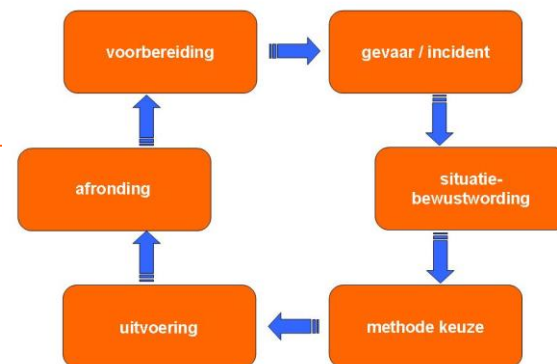 voorbereiding
gevaar / incident
situatie-
bewustwording
methode keuze
uitvoering
afronding